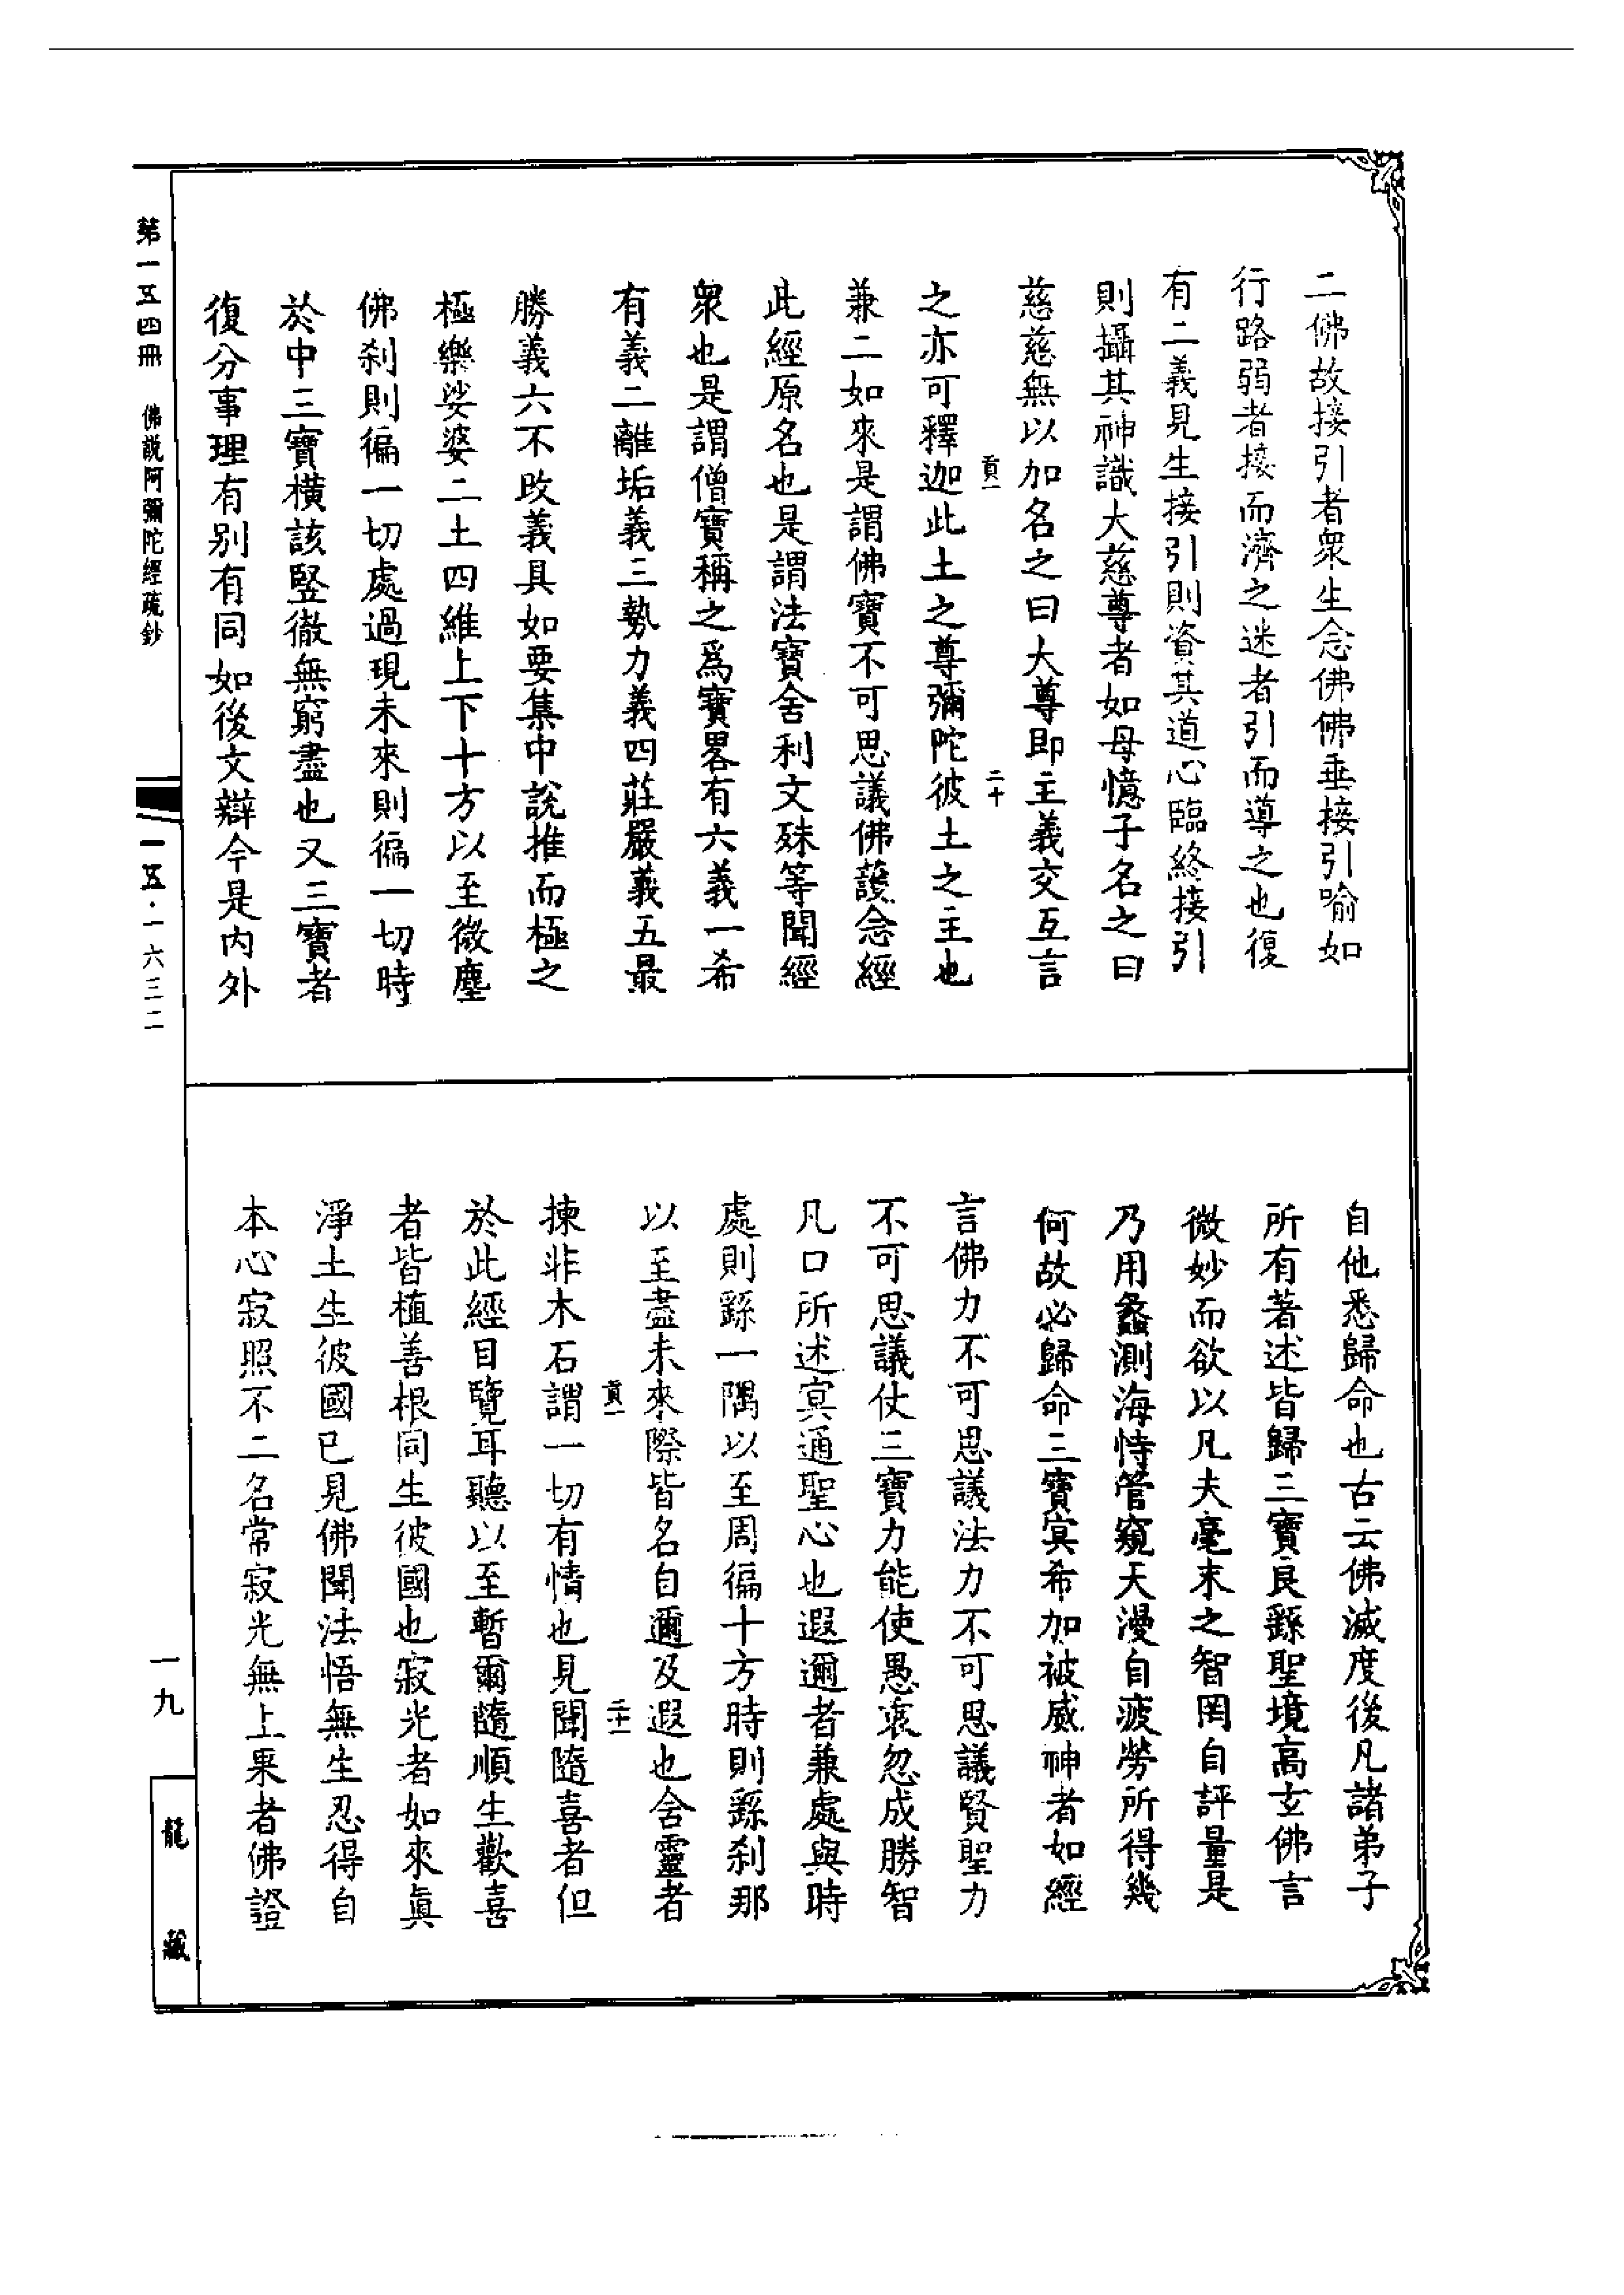 二佛故接引者衆生念佛佛垂接引喻如
行路弱者接而濟之迷者引而導之也復
有二義見生接引則資其道心臨終接引
則攝其神識大慈尊者如母憶子名之曰
慈慈無以加名之曰大尊即主義交互言
貢一
二十
之亦可釋迦此土之尊彌陀彼土之主也
兼二如來是謂佛寶不可思議佛護念經
此經原名也是謂法寶舍利文殊等聞經
衆也是謂僧寶稱之爲寶畧有六義一希
有義二離垢義三勢力義四莊嚴義五最
勝義六不改義具如要集中說推而極之
極樂娑婆二土四維上下十方以至微塵
佛刹則徧一切處過現未來則徧一切時
於中三寶橫該竪徹無窮盡也又三寶者
復分事理有別有同如後文辯今是內外
自他悉歸命也古云佛滅度後凡諸弟子
所有著述皆歸三寶良繇聖境高玄佛言
微妙而欲以凡夫毫末之智罔自評量是
乃用蠡測海恃管窺天漫自疲勞所得幾
何故必歸命三寶冥希加被威神者如經
言佛力不可思議法力不可思議賢聖力
不可思議仗三寶力能使愚衷忽成勝智
凡口所述冥通聖心也遐邇者兼處與時
處則繇一隅以至周徧十方時則繇刹那
以至盡未來際皆名自邇及遐也含靈者
貢一
二十一
揀非木石謂一切有情也見聞隨喜者但
於此經目覽耳聽以至暫爾隨順生歡喜
者皆植善根同生彼國也寂光者如來眞
淨土生彼國已見佛聞法悟無生忍得自
本心寂照不二名常寂光無上果者佛證
第一五四冊 佛說阿彌陀經疏鈔
一五·一六三二
一九
龍藏